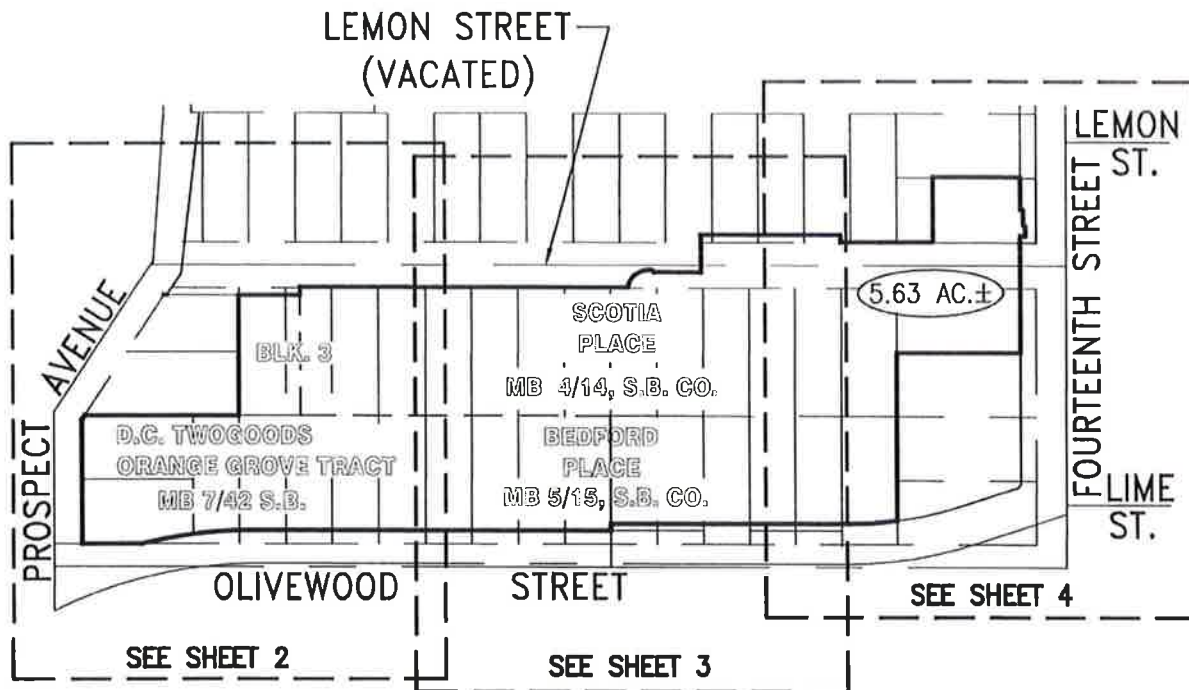 LEMON STREET
(VACATED)
LEMON
ST.
FOURTEENTH STREET
5.63 AC.±
SCOTIA
PLACE
MB 4/14, S.B. CO.
BLK. 3
PROSPECT AVENUE
D.C. TWOGOODS
ORANGE GROVE TRACT
MB 7/42 S.B.
BEDFORD
PLACE
MB 5/15, S.B. CO.
LIME
ST.
OLIVEWOOD STREET
SEE SHEET 4
SEE SHEET 2
SEE SHEET 3